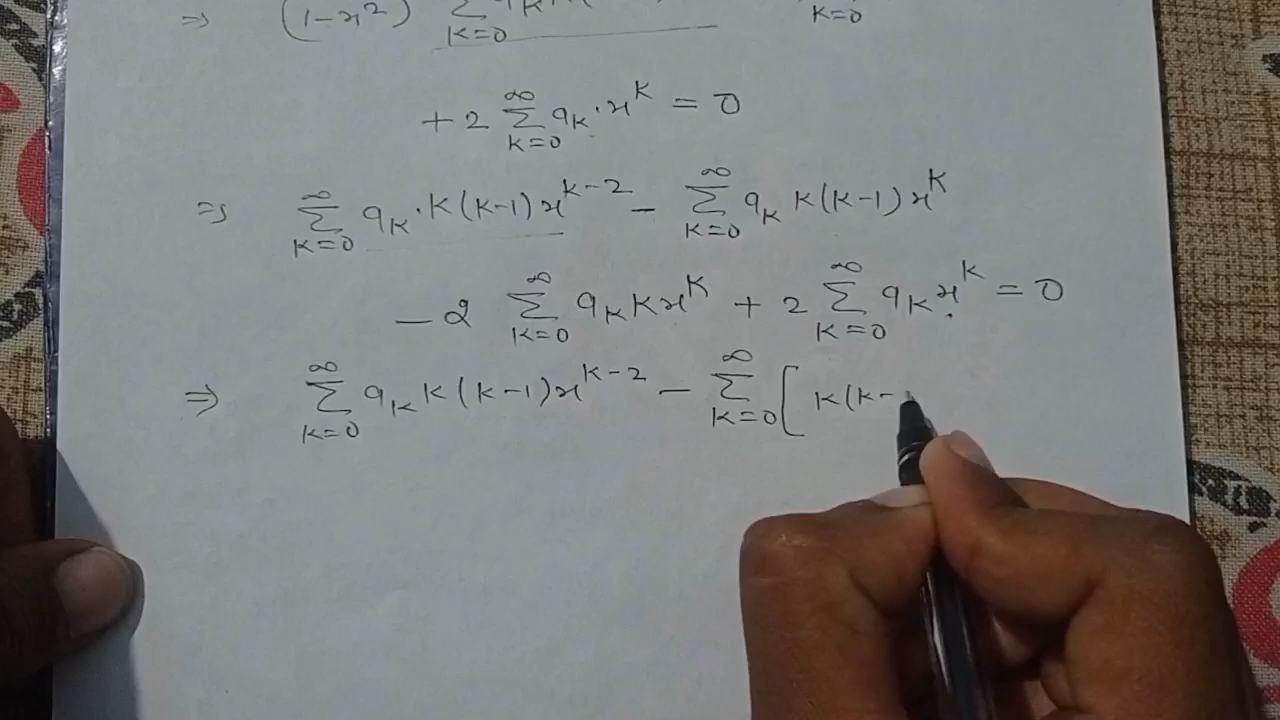 ⇒ (1-x²) ∑ k=0 k=0
+ 2 ∑_{k=0}^{∞} a_k · x^k = 0
⇒ ∑_{k=0}^{∞} a_k · k(k-1) x^{k-2} - ∑_{k=0}^{∞} a_k k(k-1) x^k
- 2 ∑_{k=0}^{∞} a_k k x^k + 2 ∑_{k=0}^{∞} a_k x^k = 0
⇒ ∑_{k=0}^{∞} a_k k(k-1) x^{k-2} - ∑_{k=0}^{∞} [ k(k-